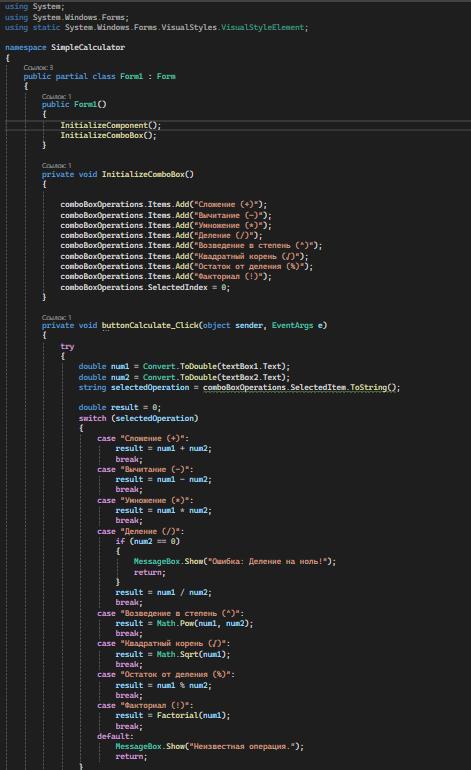 using System;
using System.Windows.Forms;
using static System.Windows.Forms.VisualStyles.VisualStyleElement;
namespace SimpleCalculator
{
Ссылок: 3
public partial class Form1 : Form
{
Ссылок: 1
public Form1()
{
InitializeComponent();
InitializeComboBox();
}
Ссылок: 1
private void InitializeComboBox()
{
comboBoxOperations.Items.Add("Сложение (+)");
comboBoxOperations.Items.Add("Вычитание (-)");
comboBoxOperations.Items.Add("Умножение (*)");
comboBoxOperations.Items.Add("Деление (/)");
comboBoxOperations.Items.Add("Возведение в степень (^)");
comboBoxOperations.Items.Add("Квадратный корень (√)");
comboBoxOperations.Items.Add("Остаток от деления (%)");
comboBoxOperations.Items.Add("Факториал (!)");
comboBoxOperations.SelectedIndex = 0;
}
Ссылок: 1
private void buttonCalculate_Click(object sender, EventArgs e)
{
try
{
double num1 = Convert.ToDouble(textBox1.Text);
double num2 = Convert.ToDouble(textBox2.Text);
string selectedOperation = comboBoxOperations.SelectedItem.ToString();
double result = 0;
switch (selectedOperation)
{
case "Сложение (+)":
result = num1 + num2;
break;
case "Вычитание (-)":
result = num1 - num2;
break;
case "Умножение (*)":
result = num1 * num2;
break;
case "Деление (/)":
if (num2 == 0)
{
MessageBox.Show("Ошибка: Деление на ноль!");
return;
}
result = num1 / num2;
break;
case "Возведение в степень (^)":
result = Math.Pow(num1, num2);
break;
case "Квадратный корень (√)":
result = Math.Sqrt(num1);
break;
case "Остаток от деления (%)":
result = num1 % num2;
break;
case "Факториал (!)":
result = Factorial(num1);
break;
default:
MessageBox.Show("Неизвестная операция.");
return;
}